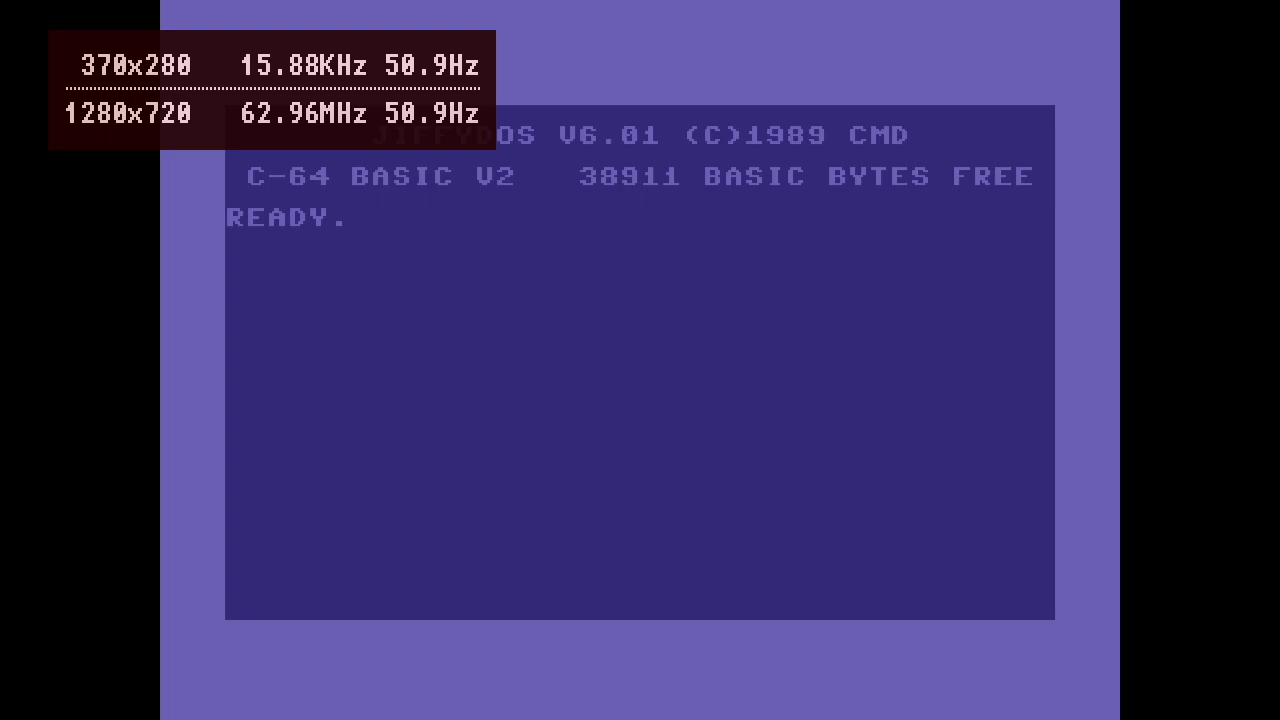 370x280 15.88KHz 50.9Hz
1280x720 62.96MHz 50.9Hz
JIFFYDOS V6.01 (C)1989 CMD
C-64 BASIC V2 38911 BASIC BYTES FREE
READY.